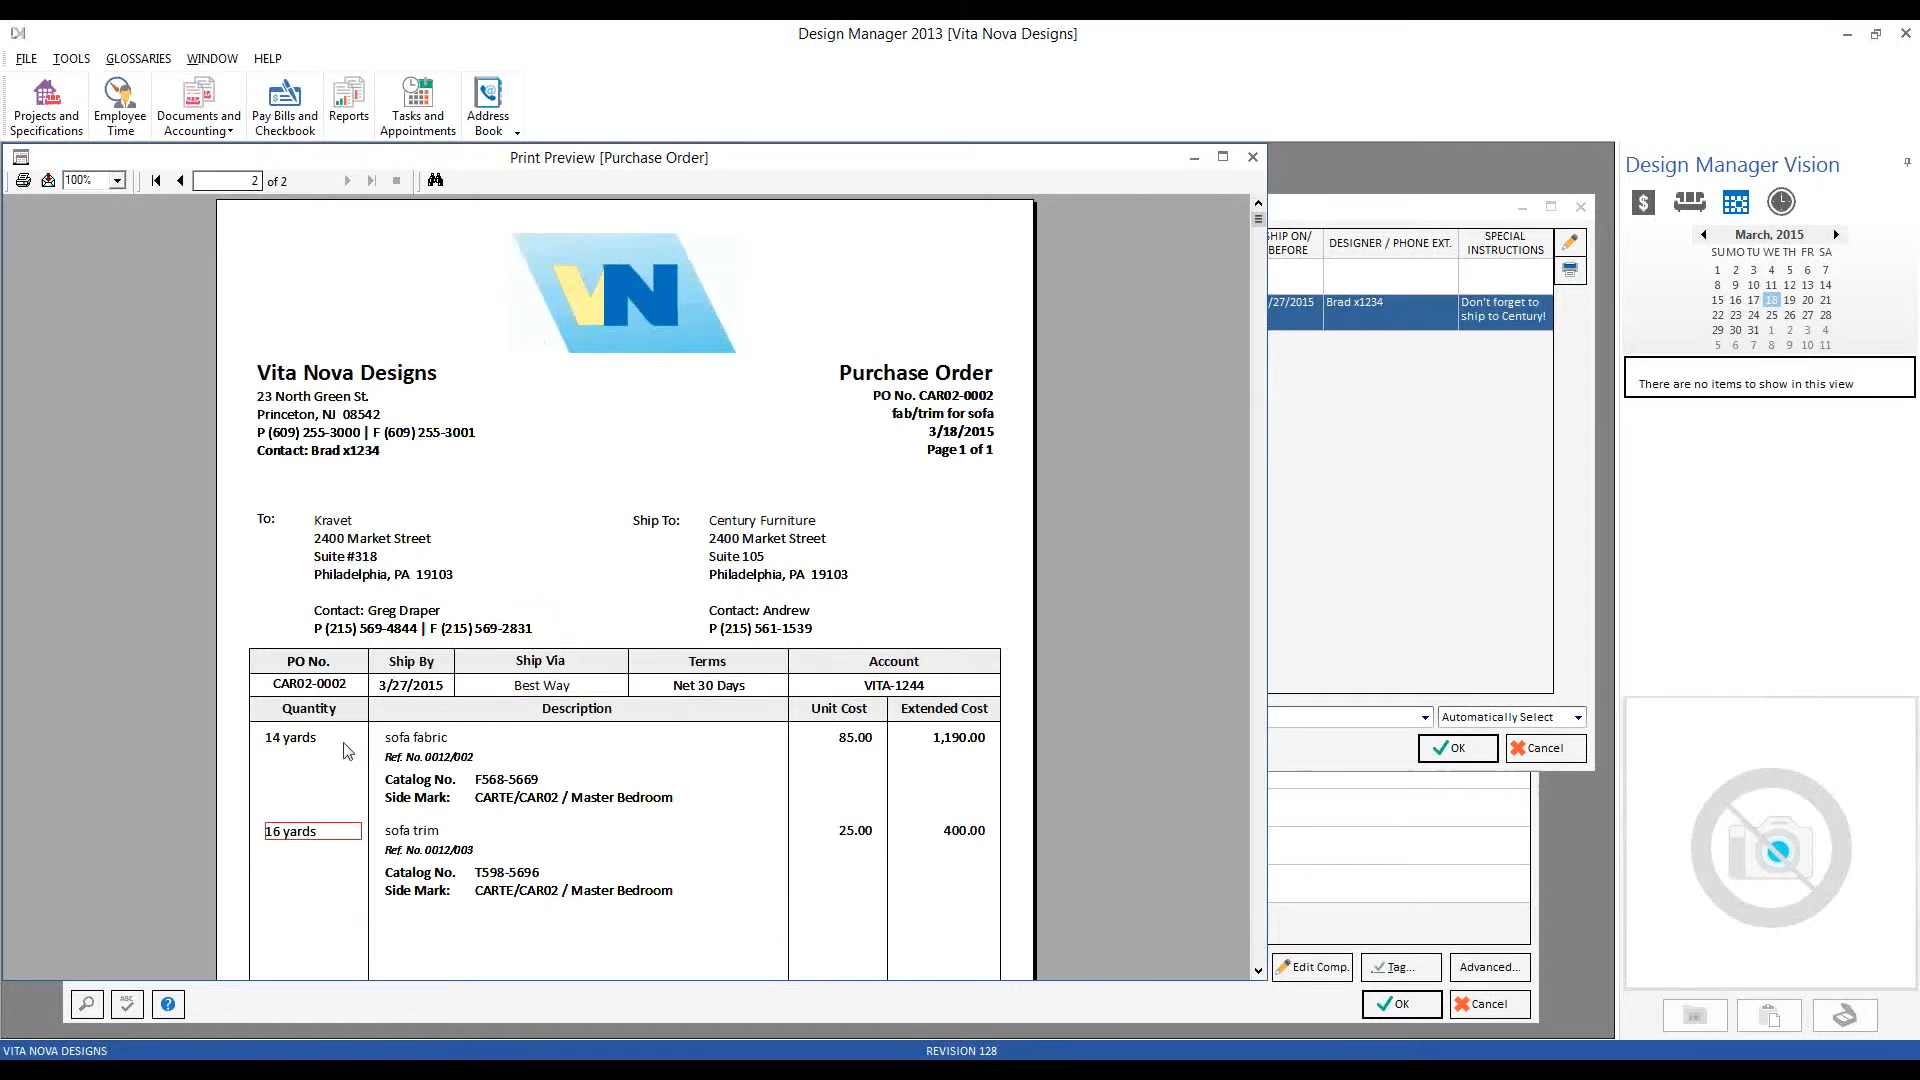 Design Manager 2013 [Vita Nova Designs]
FILE TOOLS GLOSSARIES WINDOW HELP
Projects and Specifications
Employee Time
Documents and Accounting
Pay Bills and Checkbook
Reports
Tasks and Appointments
Address Book
Print Preview [Purchase Order]
100% 2 of 2
VN
Vita Nova Designs
23 North Green St.
Princeton, NJ 08542
P (609) 255-3000 | F (609) 255-3001
Contact: Brad x1234
Purchase Order
PO No. CAR02-0002
fab/trim for sofa
3/18/2015
Page 1 of 1
To: Kravet
2400 Market Street
Suite #318
Philadelphia, PA 19103
Contact: Greg Draper
P (215) 569-4844 | F (215) 569-2831
Ship To: Century Furniture
2400 Market Street
Suite 105
Philadelphia, PA 19103
Contact: Andrew
P (215) 561-1539
PO No. Ship By Ship Via Terms Account
CAR02-0002 3/27/2015 Best Way Net 30 Days VITA-1244
Quantity Description Unit Cost Extended Cost
14 yards sofa fabric 85.00 1,190.00
Ref. No. 0012/002
Catalog No. F568-5669
Side Mark: CARTE/CAR02 / Master Bedroom
16 yards sofa trim 25.00 400.00
Ref. No. 0012/003
Catalog No. T598-5696
Side Mark: CARTE/CAR02 / Master Bedroom
SHIP ON/ BEFORE
DESIGNER / PHONE EXT.
SPECIAL INSTRUCTIONS
/27/2015 Brad x1234 Don't forget to
ship to Century!
Automatically Select
OK Cancel
Edit Comp. Tag... Advanced...
OK Cancel
ABC
?
Design Manager Vision
$
March, 2015
SU MO TU WE TH FR SA
1 2 3 4 5 6 7
8 9 10 11 12 13 14
15 16 17 18 19 20 21
22 23 24 25 26 27 28
29 30 31 1 2 3 4
5 6 7 8 9 10 11
There are no items to show in this view
VITA NOVA DESIGNS
REVISION 128